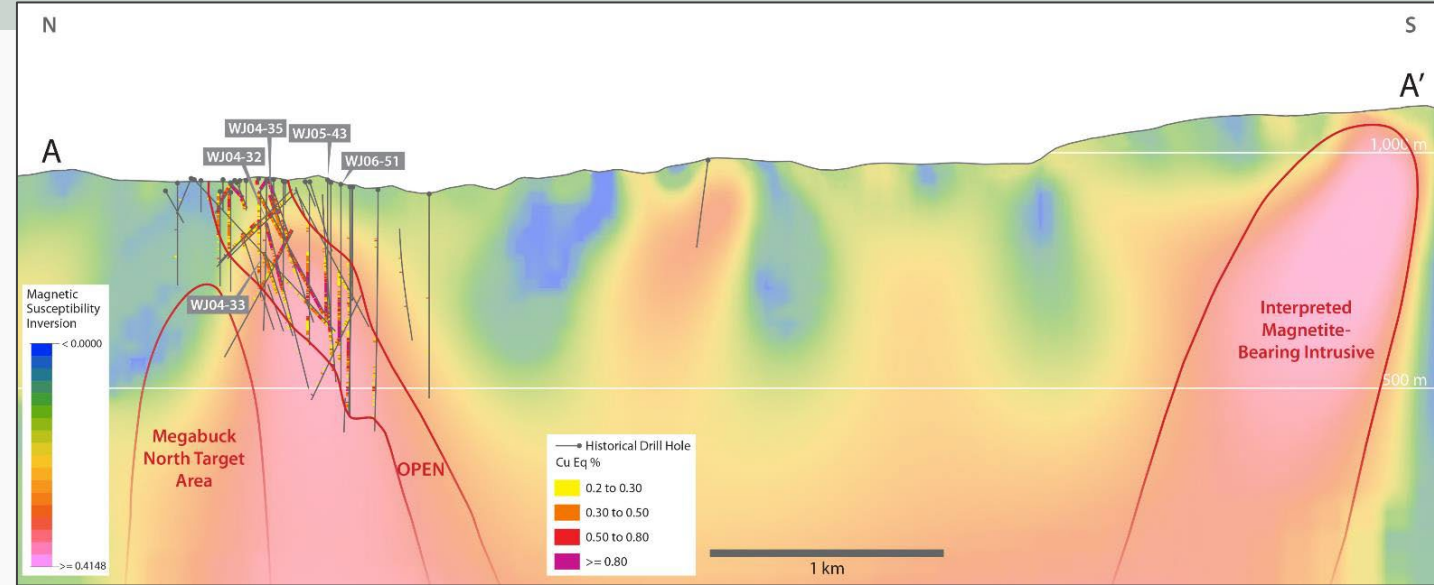 N
S
A
A'
WJ04-35
WJ05-43
WJ04-32
WJ06-51
1,000 m
WJ04-33
Magnetic
Susceptibility
Inversion
< 0.0000
>= 0.4148
Interpreted
Magnetite-
Bearing Intrusive
500 m
Megabuck
North Target
Area
OPEN
Historical Drill Hole
Cu Eq %
0.2 to 0.30
0.30 to 0.50
0.50 to 0.80
>= 0.80
1 km